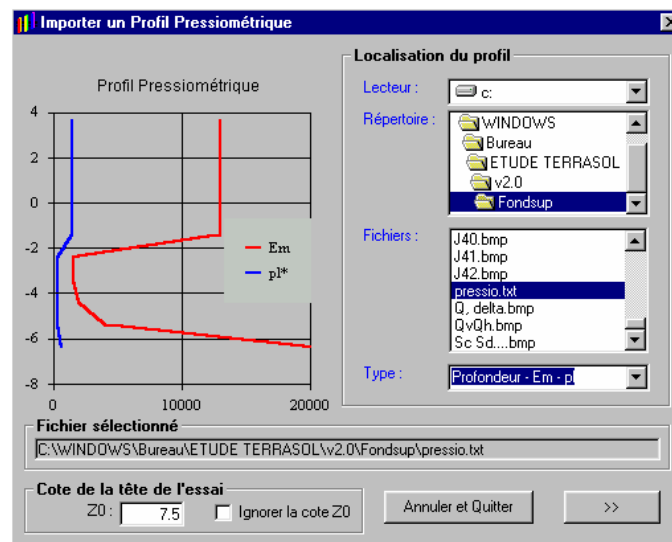 Importer un Profil Pressiométrique
Profil Pressiométrique
4
2
0
-2
-4
-6
-8
0
10000
20000
Em
pl*
Localisation du profil
Lecteur :
c:
Répertoire :
WINDOWS
Bureau
ETUDE TERRASOL
v2.0
Fondsup
Fichiers :
J40.bmp
J41.bmp
J42.bmp
pressio.txt
Q, delta.bmp
QvQh.bmp
Sc Sd....bmp
Type :
Profondeur - Em - pl
Fichier sélectionné
C:\WINDOWS\Bureau\ETUDE TERRASOL\v2.0\Fondsup\pressio.txt
Cote de la tête de l'essai
Z0 :
7.5
Ignorer la cote Z0
Annuler et Quitter
>>